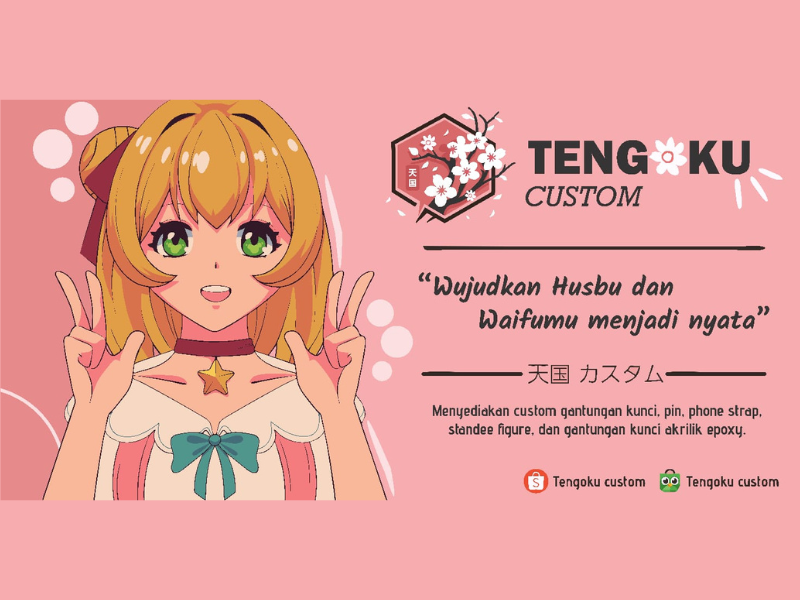 天国
TENGOKU
CUSTOM
“Wujudkan Husbu dan
Waifumu menjadi nyata”
天国 カスタム
Menyediakan custom gantungan kunci, pin, phone strap,
standee figure, dan gantungan kunci akrilik epoxy.
Tengoku custom Tengoku custom